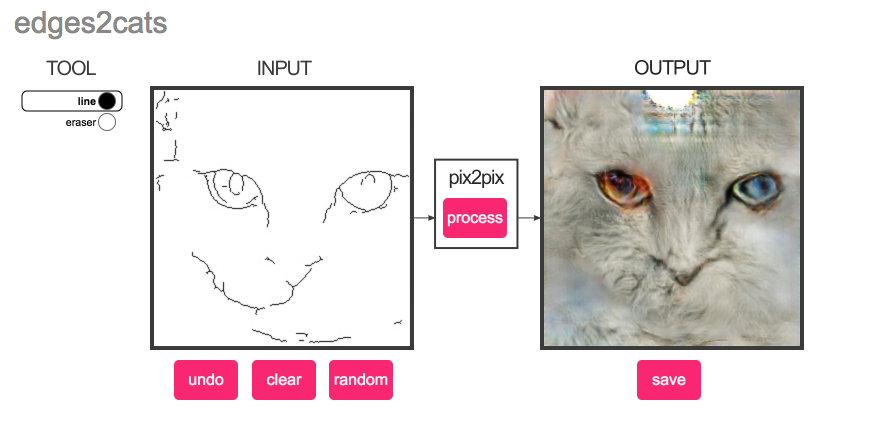 edges2cats
TOOL
INPUT
OUTPUT
line
eraser
pix2pix
process
undo
clear
random
save